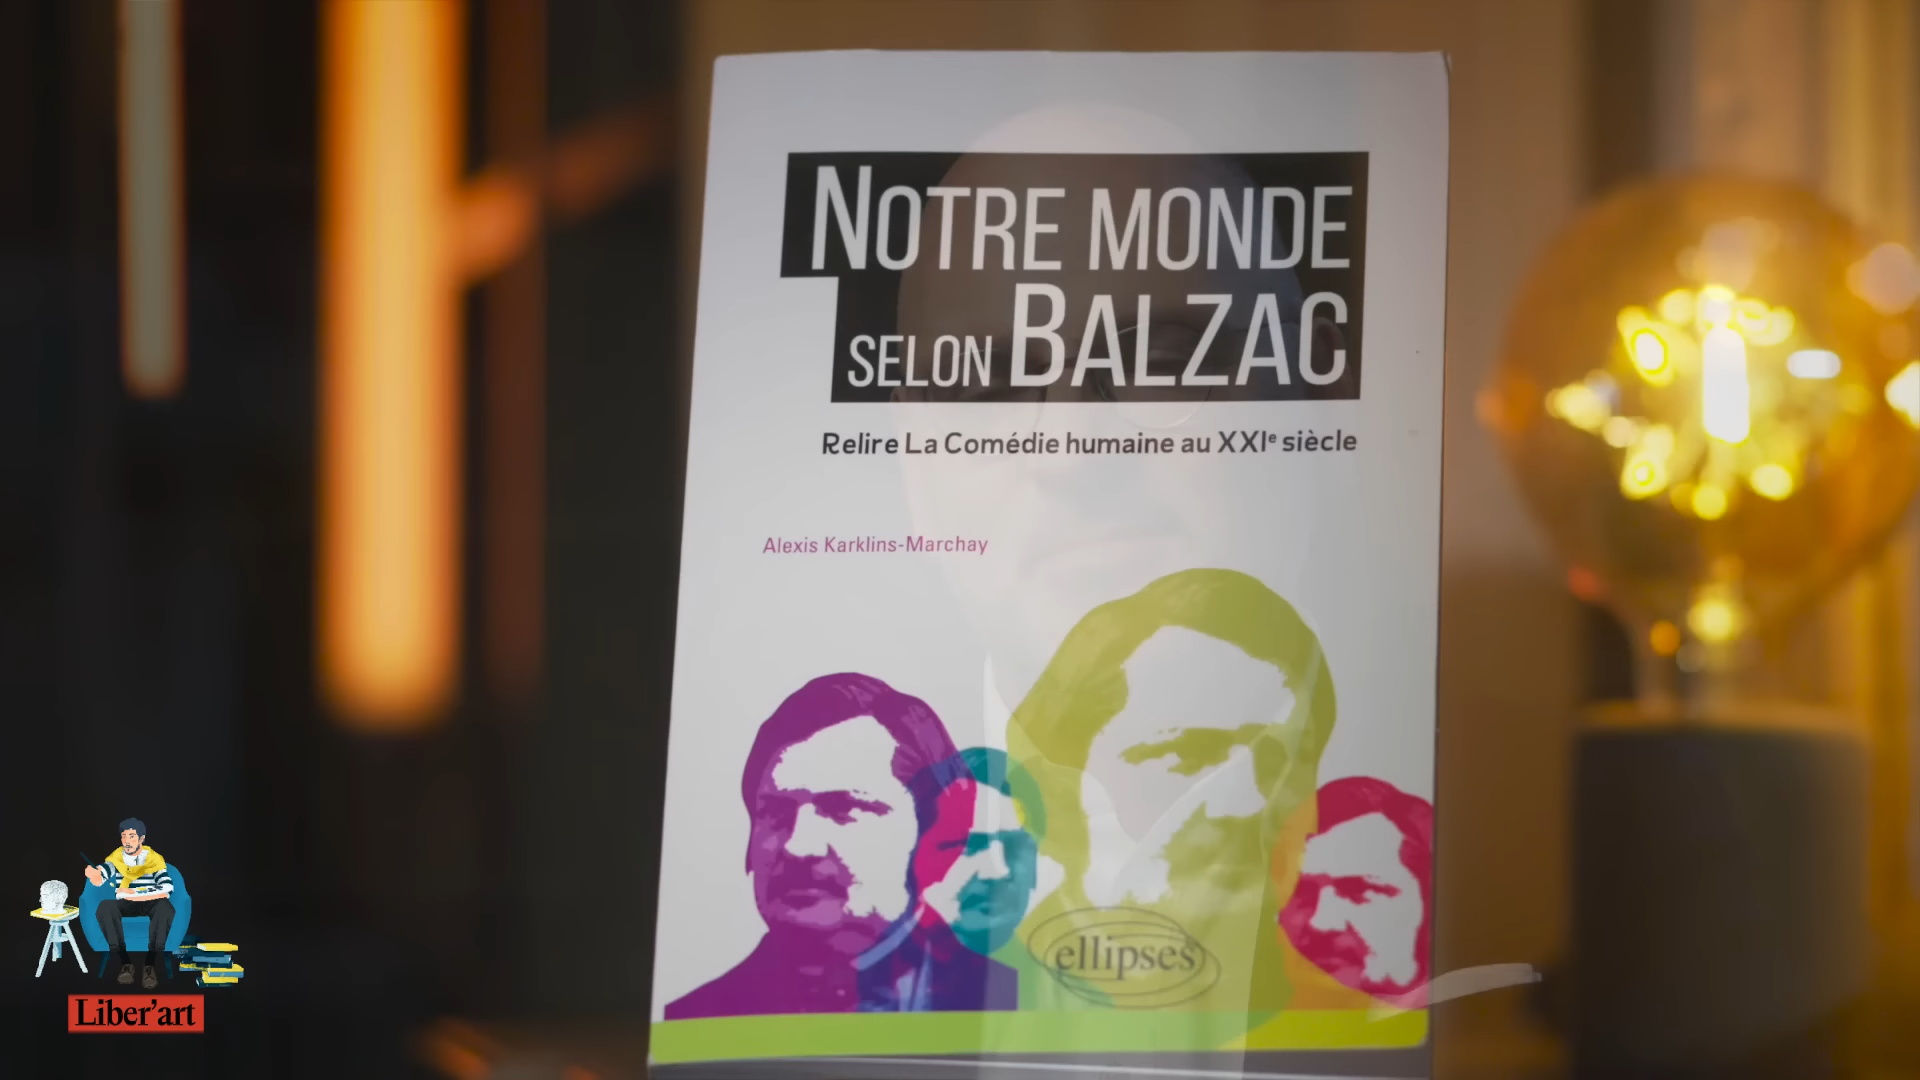 NOTRE MONDE
SELON BALZAC
Relire La Comédie humaine au XXIe siècle
Alexis Karklins-Marchay
ellipses
Liber'art